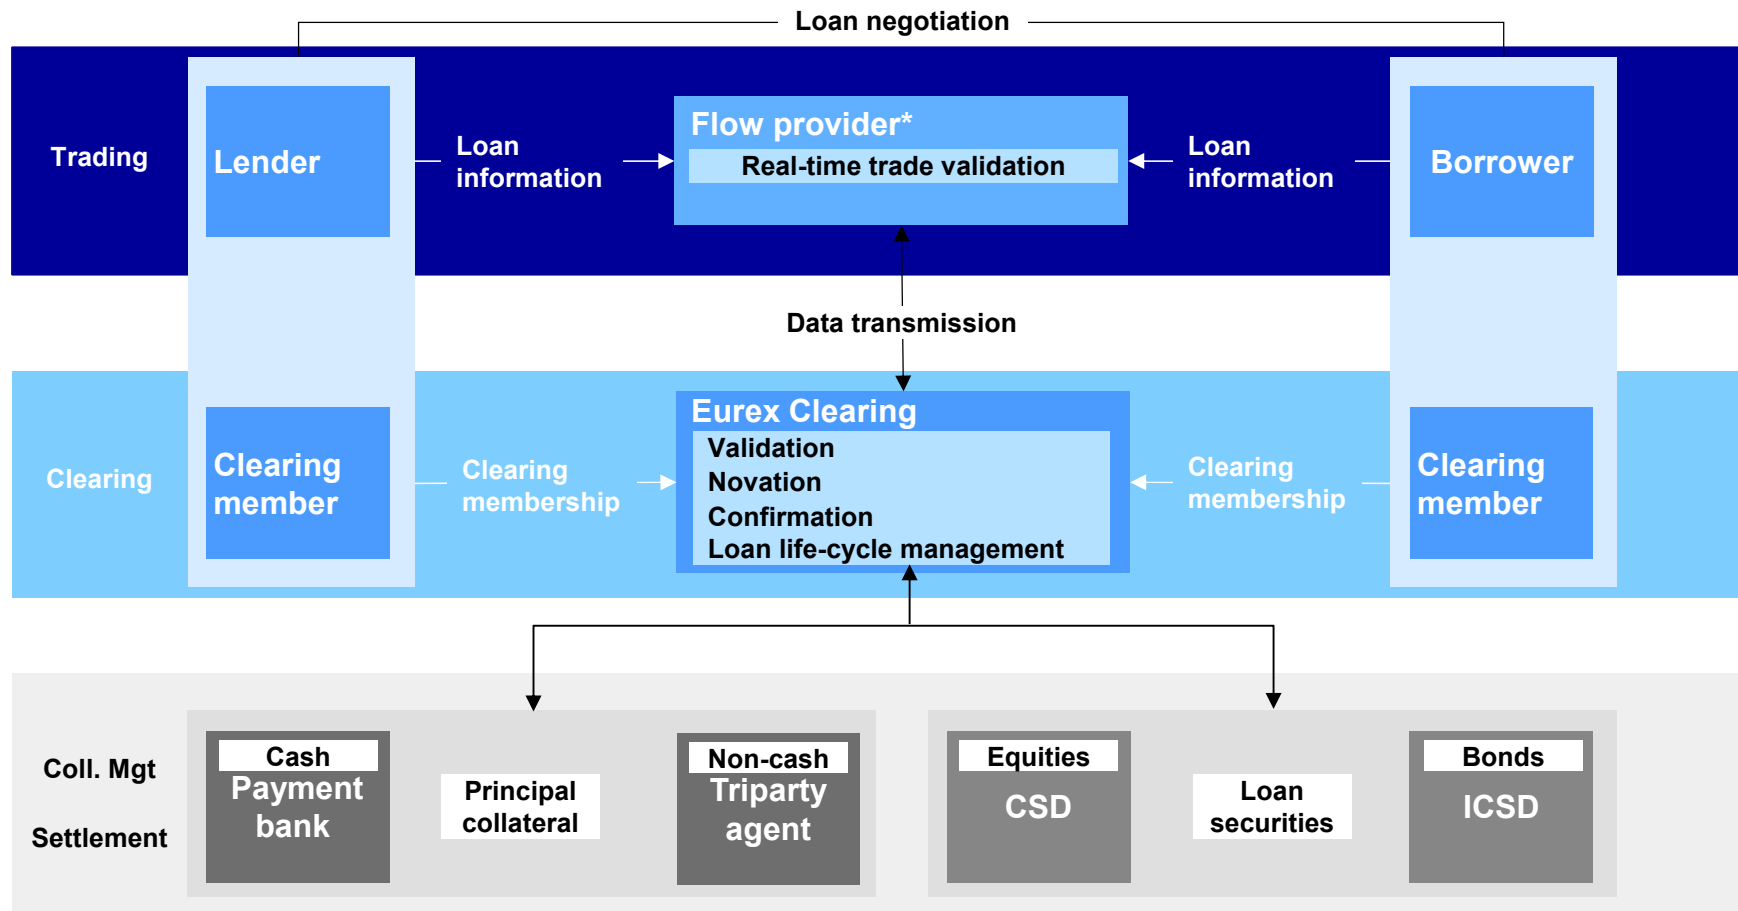 Loan negotiation
Trading
Lender
Loan
information
Flow provider*
Real-time trade validation
Loan
information
Borrower
Data transmission
Clearing
Clearing
member
Clearing
membership
Eurex Clearing
Validation
Novation
Confirmation
Loan life-cycle management
Clearing
membership
Clearing
member
Coll. Mgt
Settlement
Cash
Payment
bank
Principal
collateral
Non-cash
Triparty
agent
Equities
CSD
Loan
securities
Bonds
ICSD